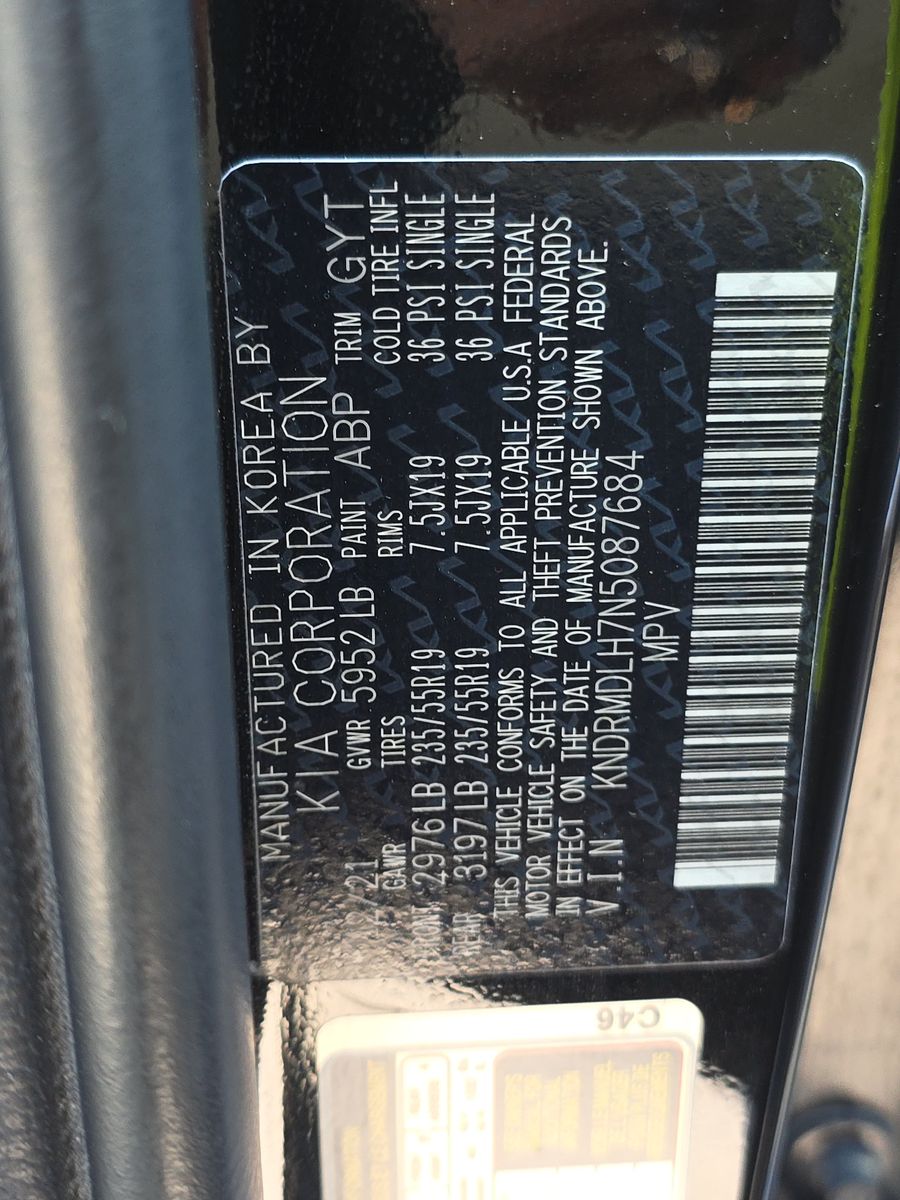 MANUFACTURED IN KOREA BY
KIA CORPORATION
/21 GVWR 5952LB PAINT ABP TRIM GYT
GAWR TIRES RIMS COLD TIRE INFL
FRONT 2976LB 235/55R19 7.5JX19 36 PSI SINGLE
REAR 3197LB 235/55R19 7.5JX19 36 PSI SINGLE
THIS VEHICLE CONFORMS TO ALL APPLICABLE U.S.A FEDERAL
MOTOR VEHICLE SAFETY AND THEFT PREVENTION STANDARDS
IN EFFECT ON THE DATE OF MANUFACTURE SHOWN ABOVE.
V.I.N KNDRMDLH7N5087684
MPV
C46